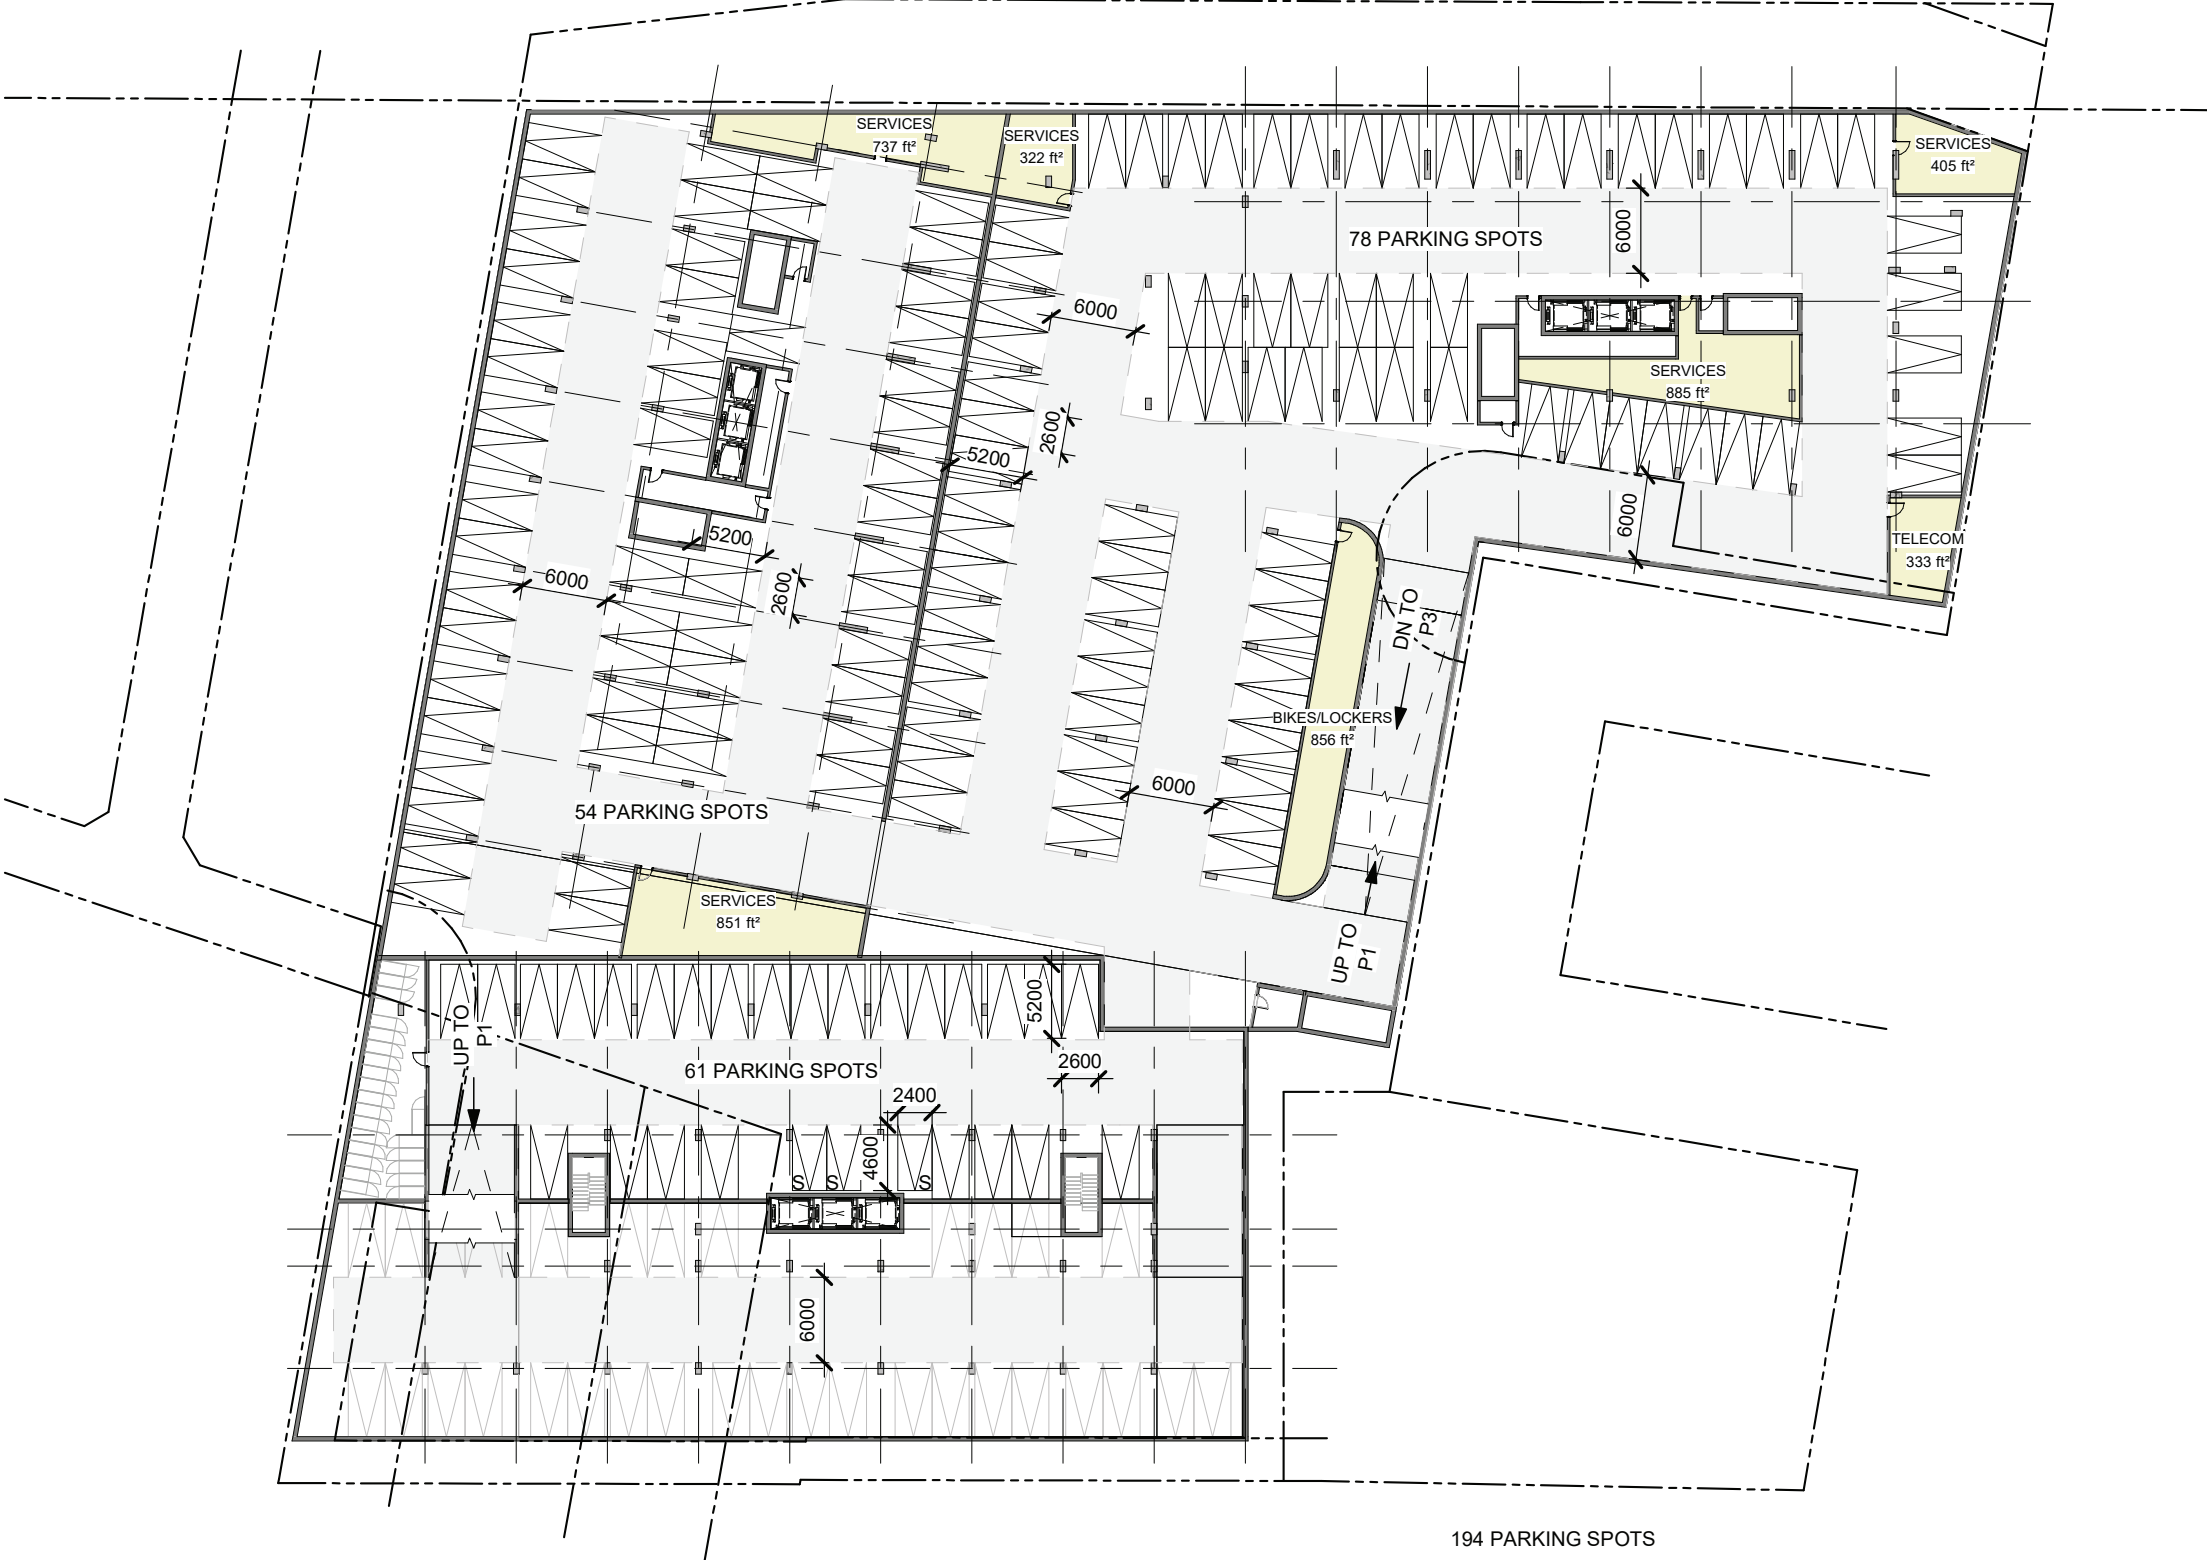 SERVICES
737 ft²
SERVICES
322 ft²
SERVICES
405 ft²
78 PARKING SPOTS
6000
6000
SERVICES
885 ft²
2600
5200
6000
5200
6000
2600
TELECOM
333 ft²
DN TO
P3
BIKES/LOCKERS
856 ft²
6000
54 PARKING SPOTS
SERVICES
851 ft²
UP TO
P1
5200
UP TO
P1
61 PARKING SPOTS
2600
2400
4600
S
S
S
6000
194 PARKING SPOTS